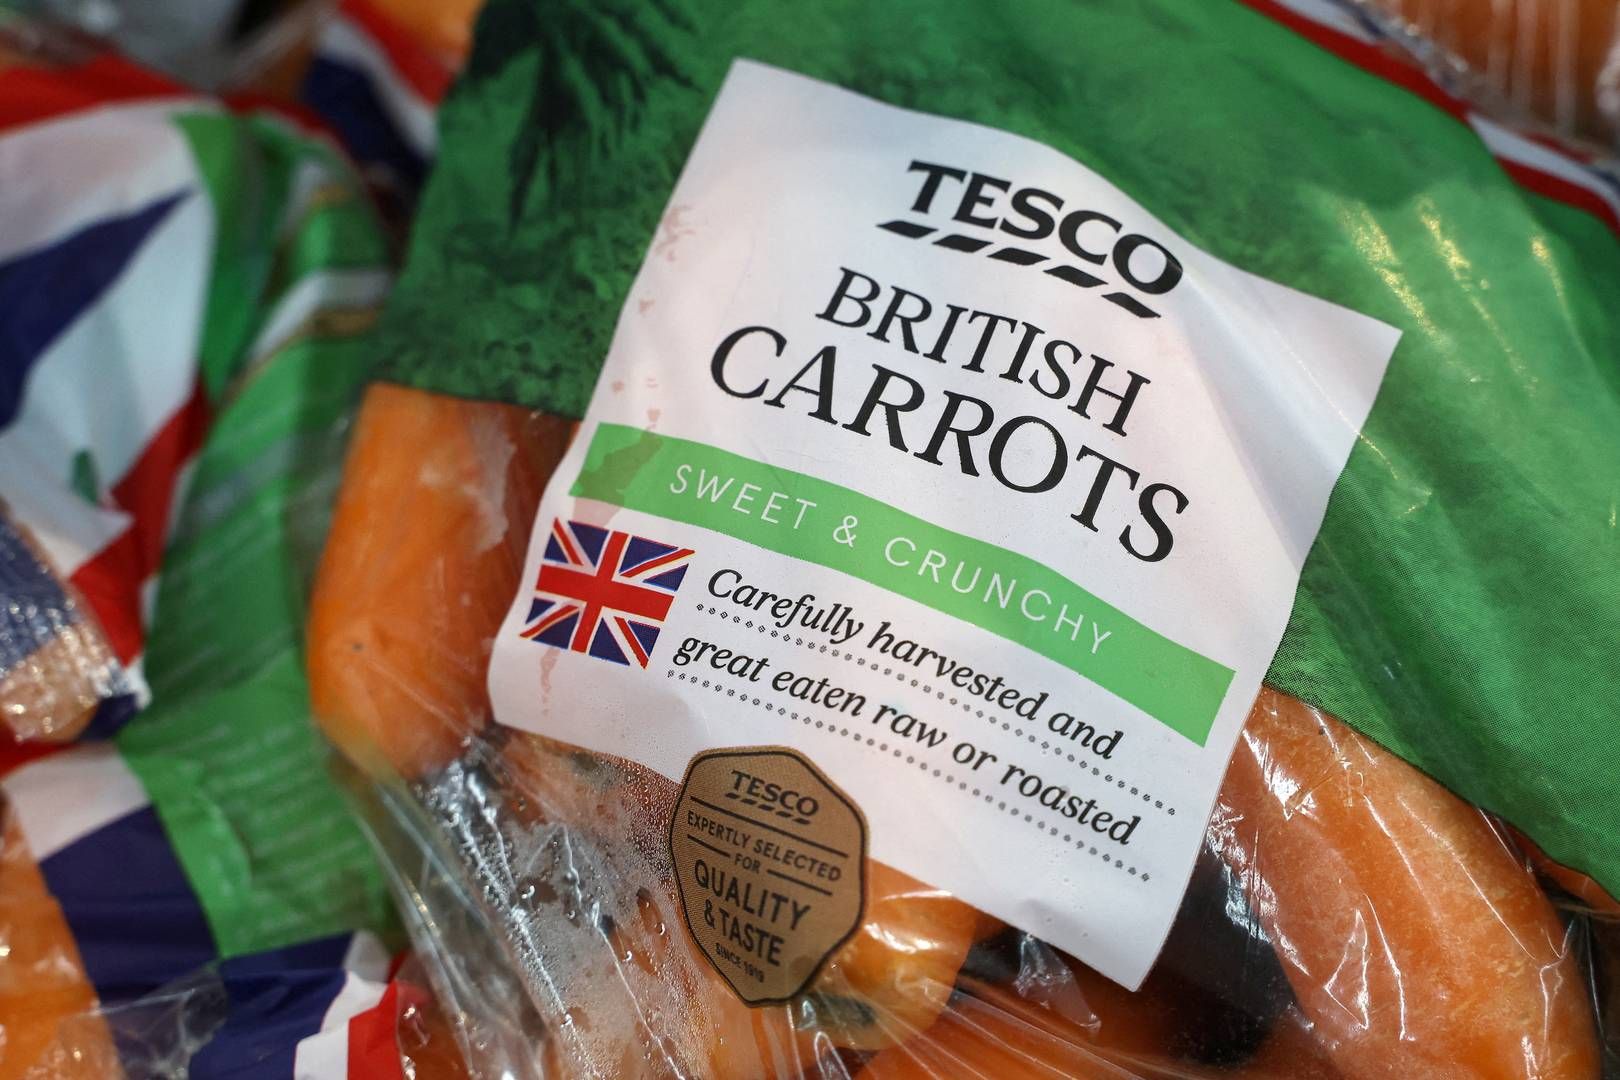 TESCO
BRITISH
CARROTS
SWEET & CRUNCHY
Carefully harvested and
great eaten raw or roasted
TESCO
EXPERTLY SELECTED
FOR
QUALITY
& TASTE
SINCE 1919